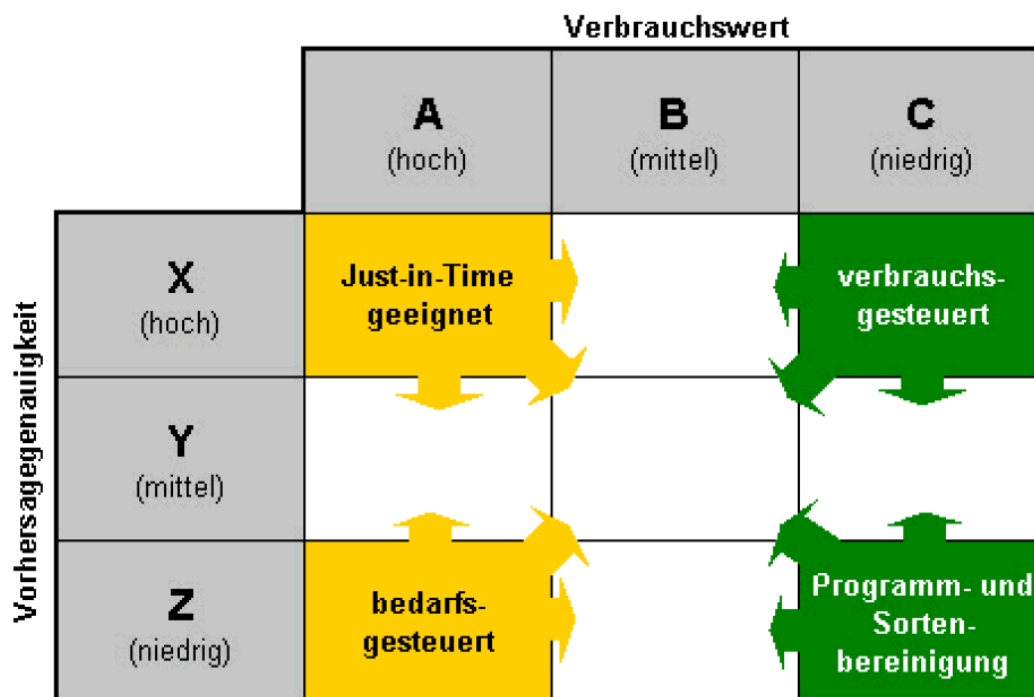 Verbrauchswert
A
(hoch)
B
(mittel)
C
(niedrig)
Vorhersagegenauigkeit
X
(hoch)
Just-in-Time
geeignet
verbrauchs-
gesteuert
Y
(mittel)
Z
(niedrig)
bedarfs-
gesteuert
Programm- und
Sorten-
bereinigung